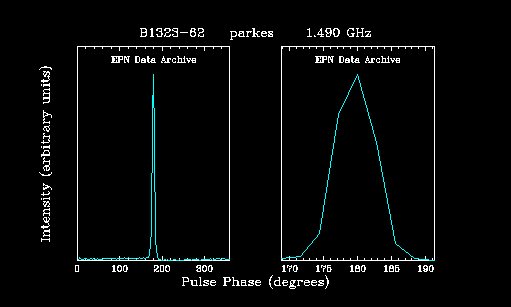 B1323-62 parkes 1.490 GHz
EPN Data Archive EPN Data Archive
Intensity (arbitrary units)
0 100 200 300 170 175 180 185 190
Pulse Phase (degrees)